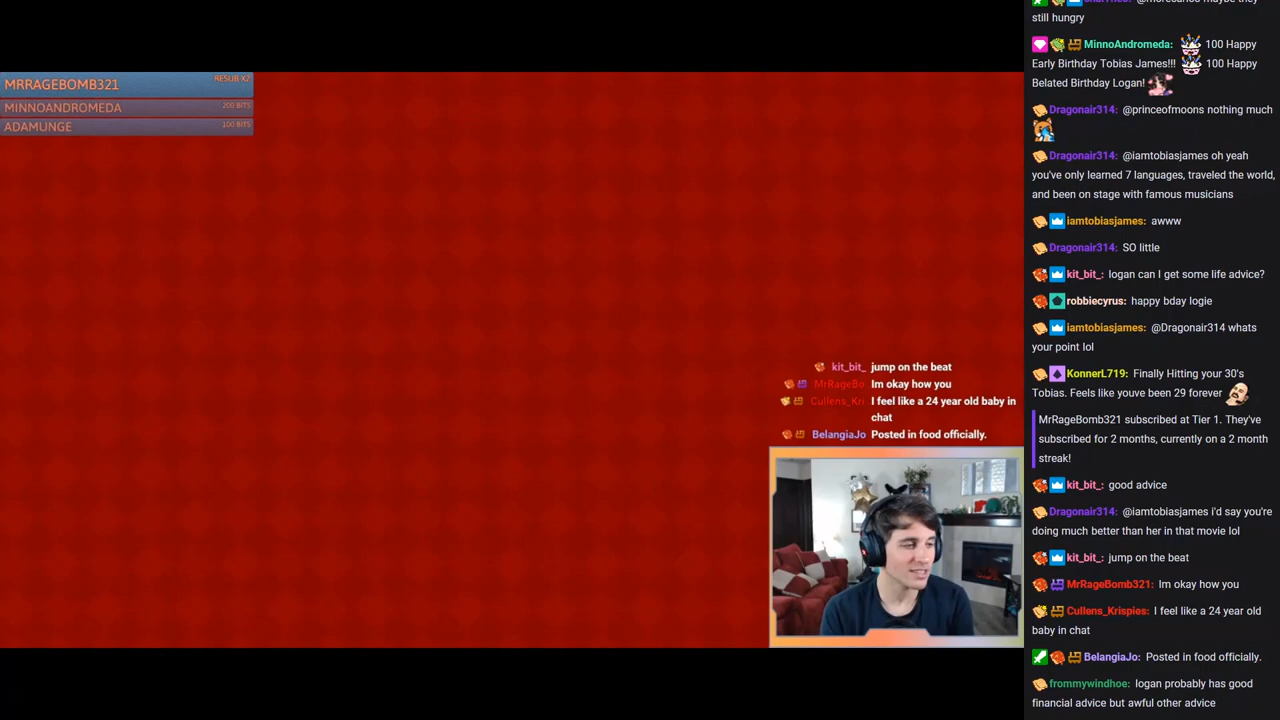 still hungry
MRRAGEBOMB321 RESUB X2
MINNOANDROMEDA 200 BITS
ADAMUNGE 100 BITS
kit_bit_ jump on the beat
MrRageBo Im okay how you
Cullens_Kri I feel like a 24 year old baby in
chat
BelangiaJo Posted in food officially.
MinnoAndromeda: 100 Happy
Early Birthday Tobias James!!! 100 Happy
Belated Birthday Logan!
Dragonair314: @princeofmoons nothing much
Dragonair314: @iamtobiasjames oh yeah
you've only learned 7 languages, traveled the world,
and been on stage with famous musicians
iamtobiasjames: awww
Dragonair314: SO little
kit_bit_: logan can I get some life advice?
robbiecyrus: happy bday logie
iamtobiasjames: @Dragonair314 whats
your point lol
KonnerL719: Finally Hitting your 30's
Tobias. Feels like youve been 29 forever
MrRageBomb321 subscribed at Tier 1. They've
subscribed for 2 months, currently on a 2 month
streak!
kit_bit_: good advice
Dragonair314: @iamtobiasjames i'd say you're
doing much better than her in that movie lol
kit_bit_: jump on the beat
MrRageBomb321: Im okay how you
Cullens_Krispies: I feel like a 24 year old
baby in chat
BelangiaJo: Posted in food officially.
frommywindhoe: logan probably has good
financial advice but awful other advice